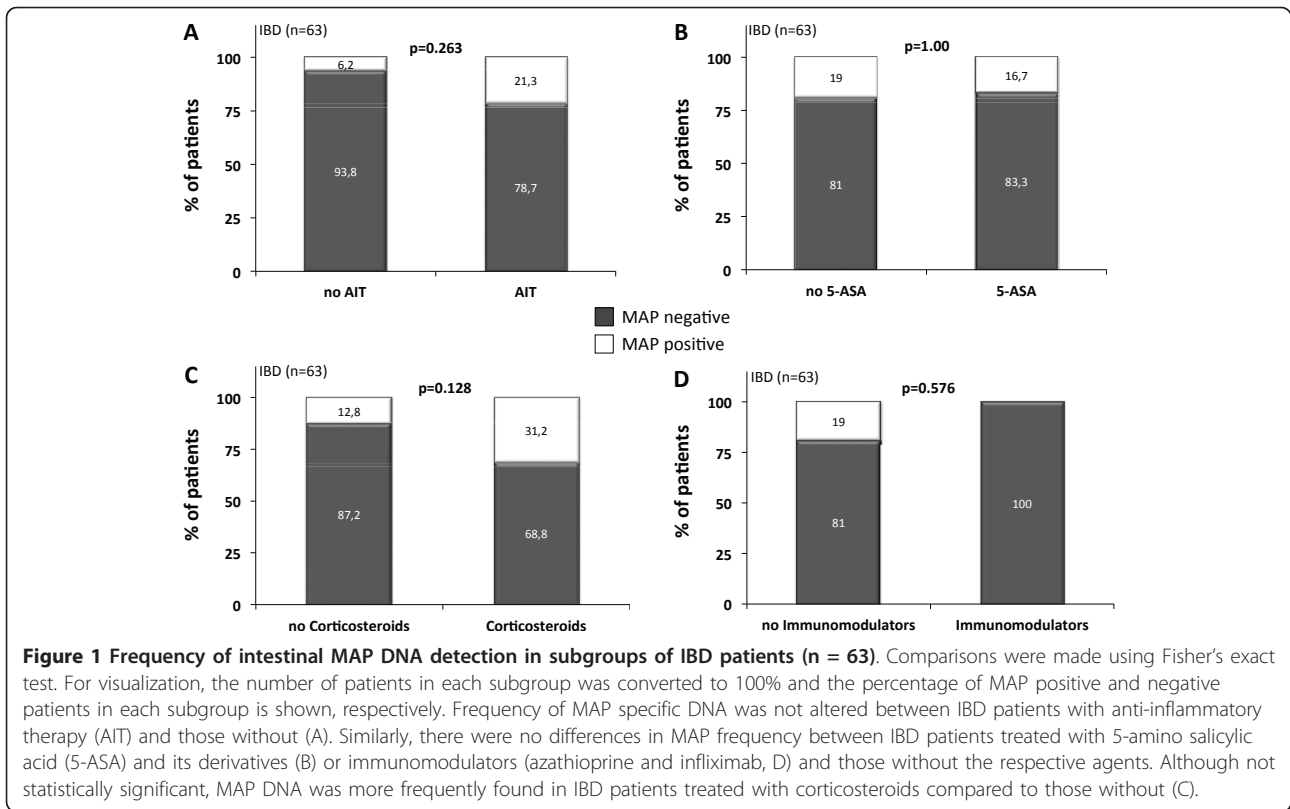 A
IBD (n=63)
p=0.263
100
75
50
25
0
% of patients
6,2
93,8
21,3
78,7
no AIT
AIT
B
IBD (n=63)
p=1.00
100
75
50
25
0
% of patients
19
81
16,7
83,3
no 5-ASA
5-ASA
MAP negative
MAP positive
C
IBD (n=63)
p=0.128
100
75
50
25
0
% of patients
12,8
87,2
31,2
68,8
no Corticosteroids
Corticosteroids
D
IBD (n=63)
p=0.576
100
75
50
25
0
% of patients
19
81
100
no Immunomodulators
Immunomodulators
Figure 1 Frequency of intestinal MAP DNA detection in subgroups of IBD patients (n = 63). Comparisons were made using Fisher's exact
test. For visualization, the number of patients in each subgroup was converted to 100% and the percentage of MAP positive and negative
patients in each subgroup is shown, respectively. Frequency of MAP specific DNA was not altered between IBD patients with anti-inflammatory
therapy (AIT) and those without (A). Similarly, there were no differences in MAP frequency between IBD patients treated with 5-amino salicylic
acid (5-ASA) and its derivatives (B) or immunomodulators (azathioprine and infliximab, D) and those without the respective agents. Although not
statistically significant, MAP DNA was more frequently found in IBD patients treated with corticosteroids compared to those without (C).